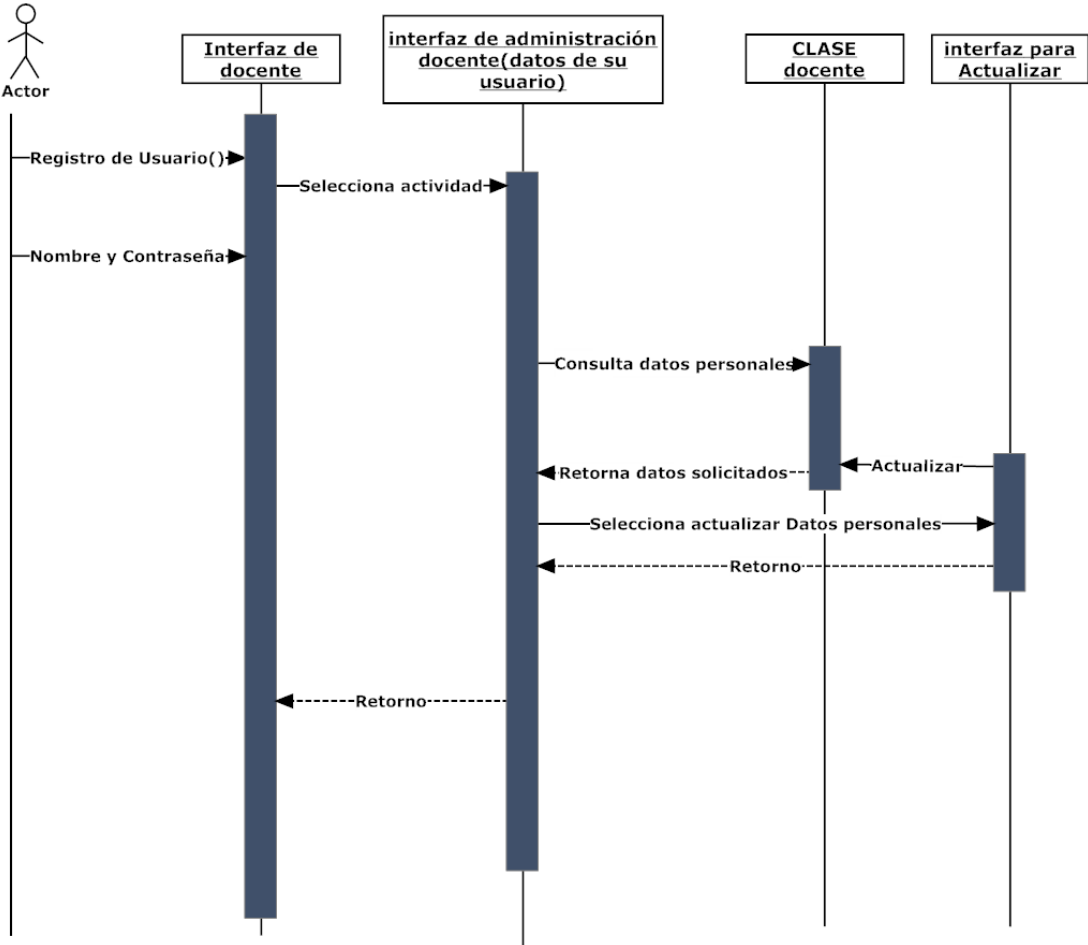 Actor
Interfaz de
docente
interfaz de administración
docente(datos de su
usuario)
CLASE
docente
interfaz para
Actualizar
Registro de Usuario()
Selecciona actividad
Nombre y Contraseña
Consulta datos personales
Actualizar
Retorna datos solicitados
Selecciona actualizar Datos personales
Retorno
Retorno